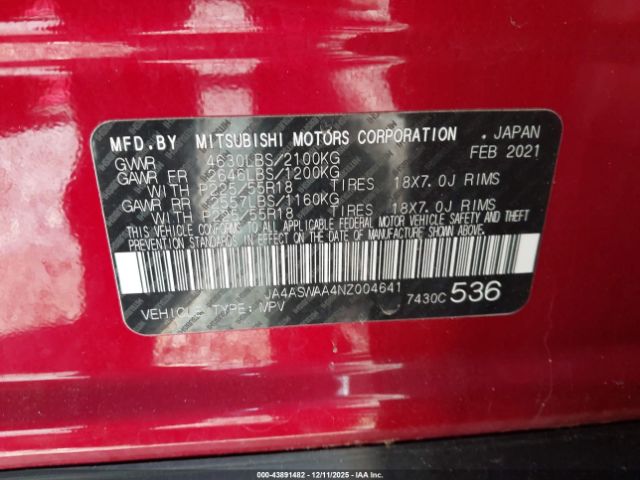 MFD.BY MITSUBISHI MOTORS CORPORATION . JAPAN
GVWR 4630LBS/2100KG FEB 2021
GAWR FR 2646LBS/1200KG
WITH P225/55R18 TIRES 18X7.0J RIMS
GAWR RR 2557LBS/1160KG
WITH P225/55R18 TIRES 18X7.0J RIMS
THIS VEHICLE CONFORMS TO ALL APPLICABLE FEDERAL MOTOR VEHICLE SAFETY AND THEFT
PREVENTION STANDARDS IN EFFECT ON THE DATE OF MANUFACTURE SHOWN ABOVE.
JA4ASWAA4NZ004641 7430C 536
VEHICLE TYPE: MPV
200-43891482 - 12/11/2025 - IAA Inc.